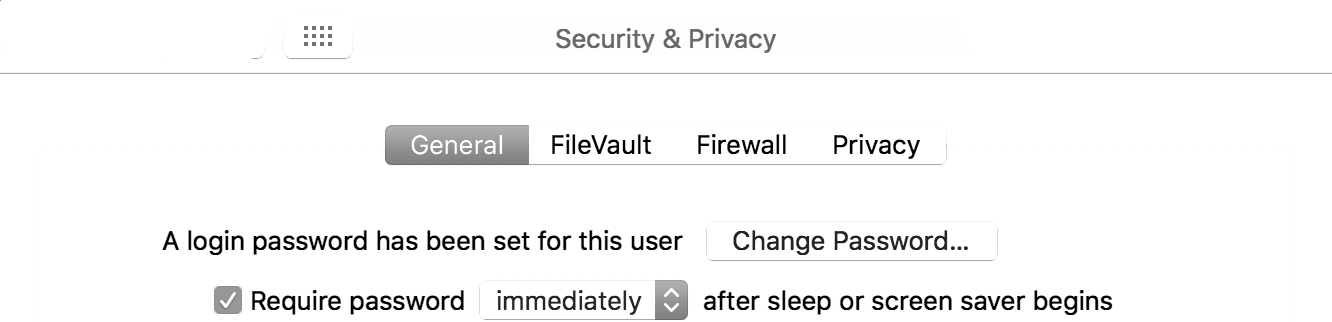 Security & Privacy
General FileVault Firewall Privacy
A login password has been set for this user Change Password...
Require password immediately after sleep or screen saver begins